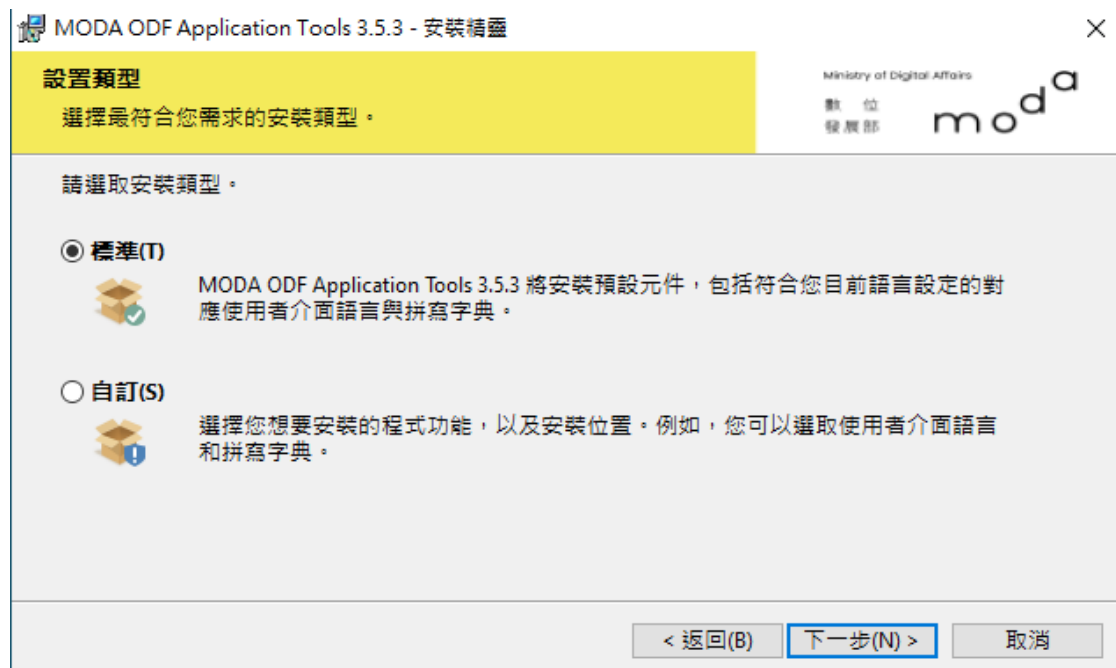 MODA ODF Application Tools 3.5.3 - 安裝精靈
設置類型
選擇最符合您需求的安裝類型。
Ministry of Digital Affairs
數位
發展部
moda
請選取安裝類型。
標準(T)
MODA ODF Application Tools 3.5.3 將安裝預設元件，包括符合您目前語言設定的對
應使用者介面語言與拼寫字典。
自訂(S)
選擇您想要安裝的程式功能，以及安裝位置。例如，您可以選取使用者介面語言
和拼寫字典。
< 返回(B)
下一步(N) >
取消